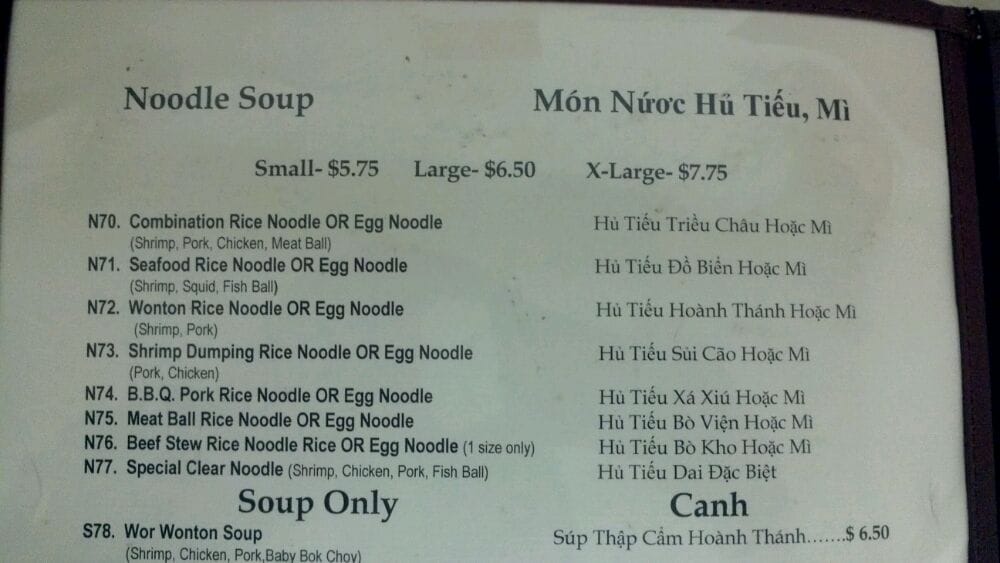 Noodle Soup Món Nước Hủ Tiếu, Mì
Small- $5.75 Large- $6.50 X-Large- $7.75
N70. Combination Rice Noodle OR Egg Noodle Hủ Tiếu Triều Châu Hoặc Mì
(Shrimp, Pork, Chicken, Meat Ball)
N71. Seafood Rice Noodle OR Egg Noodle Hủ Tiếu Đồ Biển Hoặc Mì
(Shrimp, Squid, Fish Ball)
N72. Wonton Rice Noodle OR Egg Noodle Hủ Tiếu Hoành Thánh Hoặc Mì
(Shrimp, Pork)
N73. Shrimp Dumping Rice Noodle OR Egg Noodle Hủ Tiếu Sủi Cão Hoặc Mì
(Pork, Chicken)
N74. B.B.Q. Pork Rice Noodle OR Egg Noodle Hủ Tiếu Xá Xiú Hoặc Mì
N75. Meat Ball Rice Noodle OR Egg Noodle Hủ Tiếu Bò Viện Hoặc Mì
N76. Beef Stew Rice Noodle Rice OR Egg Noodle (1 size only) Hủ Tiếu Bò Kho Hoặc Mì
N77. Special Clear Noodle (Shrimp, Chicken, Pork, Fish Ball) Hủ Tiếu Dai Đặc Biệt
Soup Only Canh
S78. Wor Wonton Soup Súp Thập Cẩm Hoành Thánh.......$ 6.50
(Shrimp, Chicken, Pork,Baby Bok Choy)